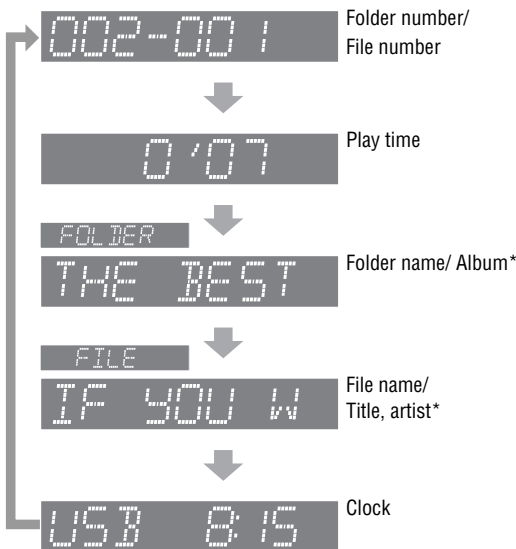 002-001
Folder number/
File number
0'07
Play time
FOLDER
THE BEST
Folder name/ Album*
FILE
IF YOU W
File name/
Title, artist*
USB 8:15
Clock